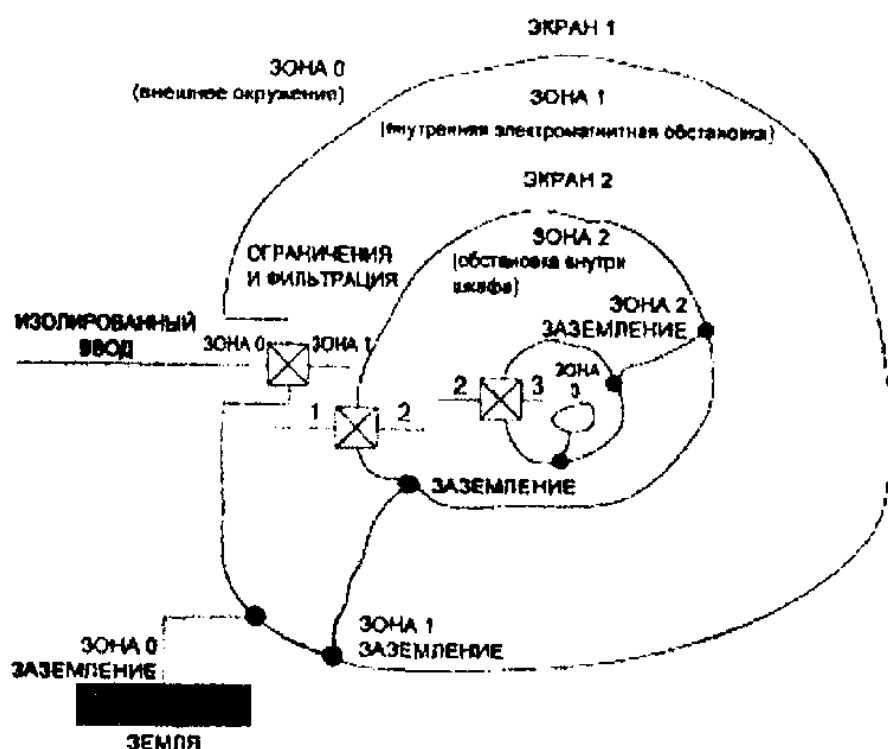 ЭКРАН 1
ЗОНА 0
(внешнее окружение)
ЗОНА 1
(внутренняя электромагнитная обстановка)
ЭКРАН 2
ОГРАНИЧЕНИЯ
И ФИЛЬТРАЦИЯ
ЗОНА 2
(обстановка внутри
шкафа)
ЗОНА 2
ЗАЗЕМЛЕНИЕ
ИЗОЛИРОВАННЫЙ
ВВОД
ЗОНА 0
ЗОНА 1
ЗОНА
3
2
3
1
2
ЗАЗЕМЛЕНИЕ
ЗОНА 1
ЗАЗЕМЛЕНИЕ
ЗОНА 0
ЗАЗЕМЛЕНИЕ
ЗЕМЛЯ